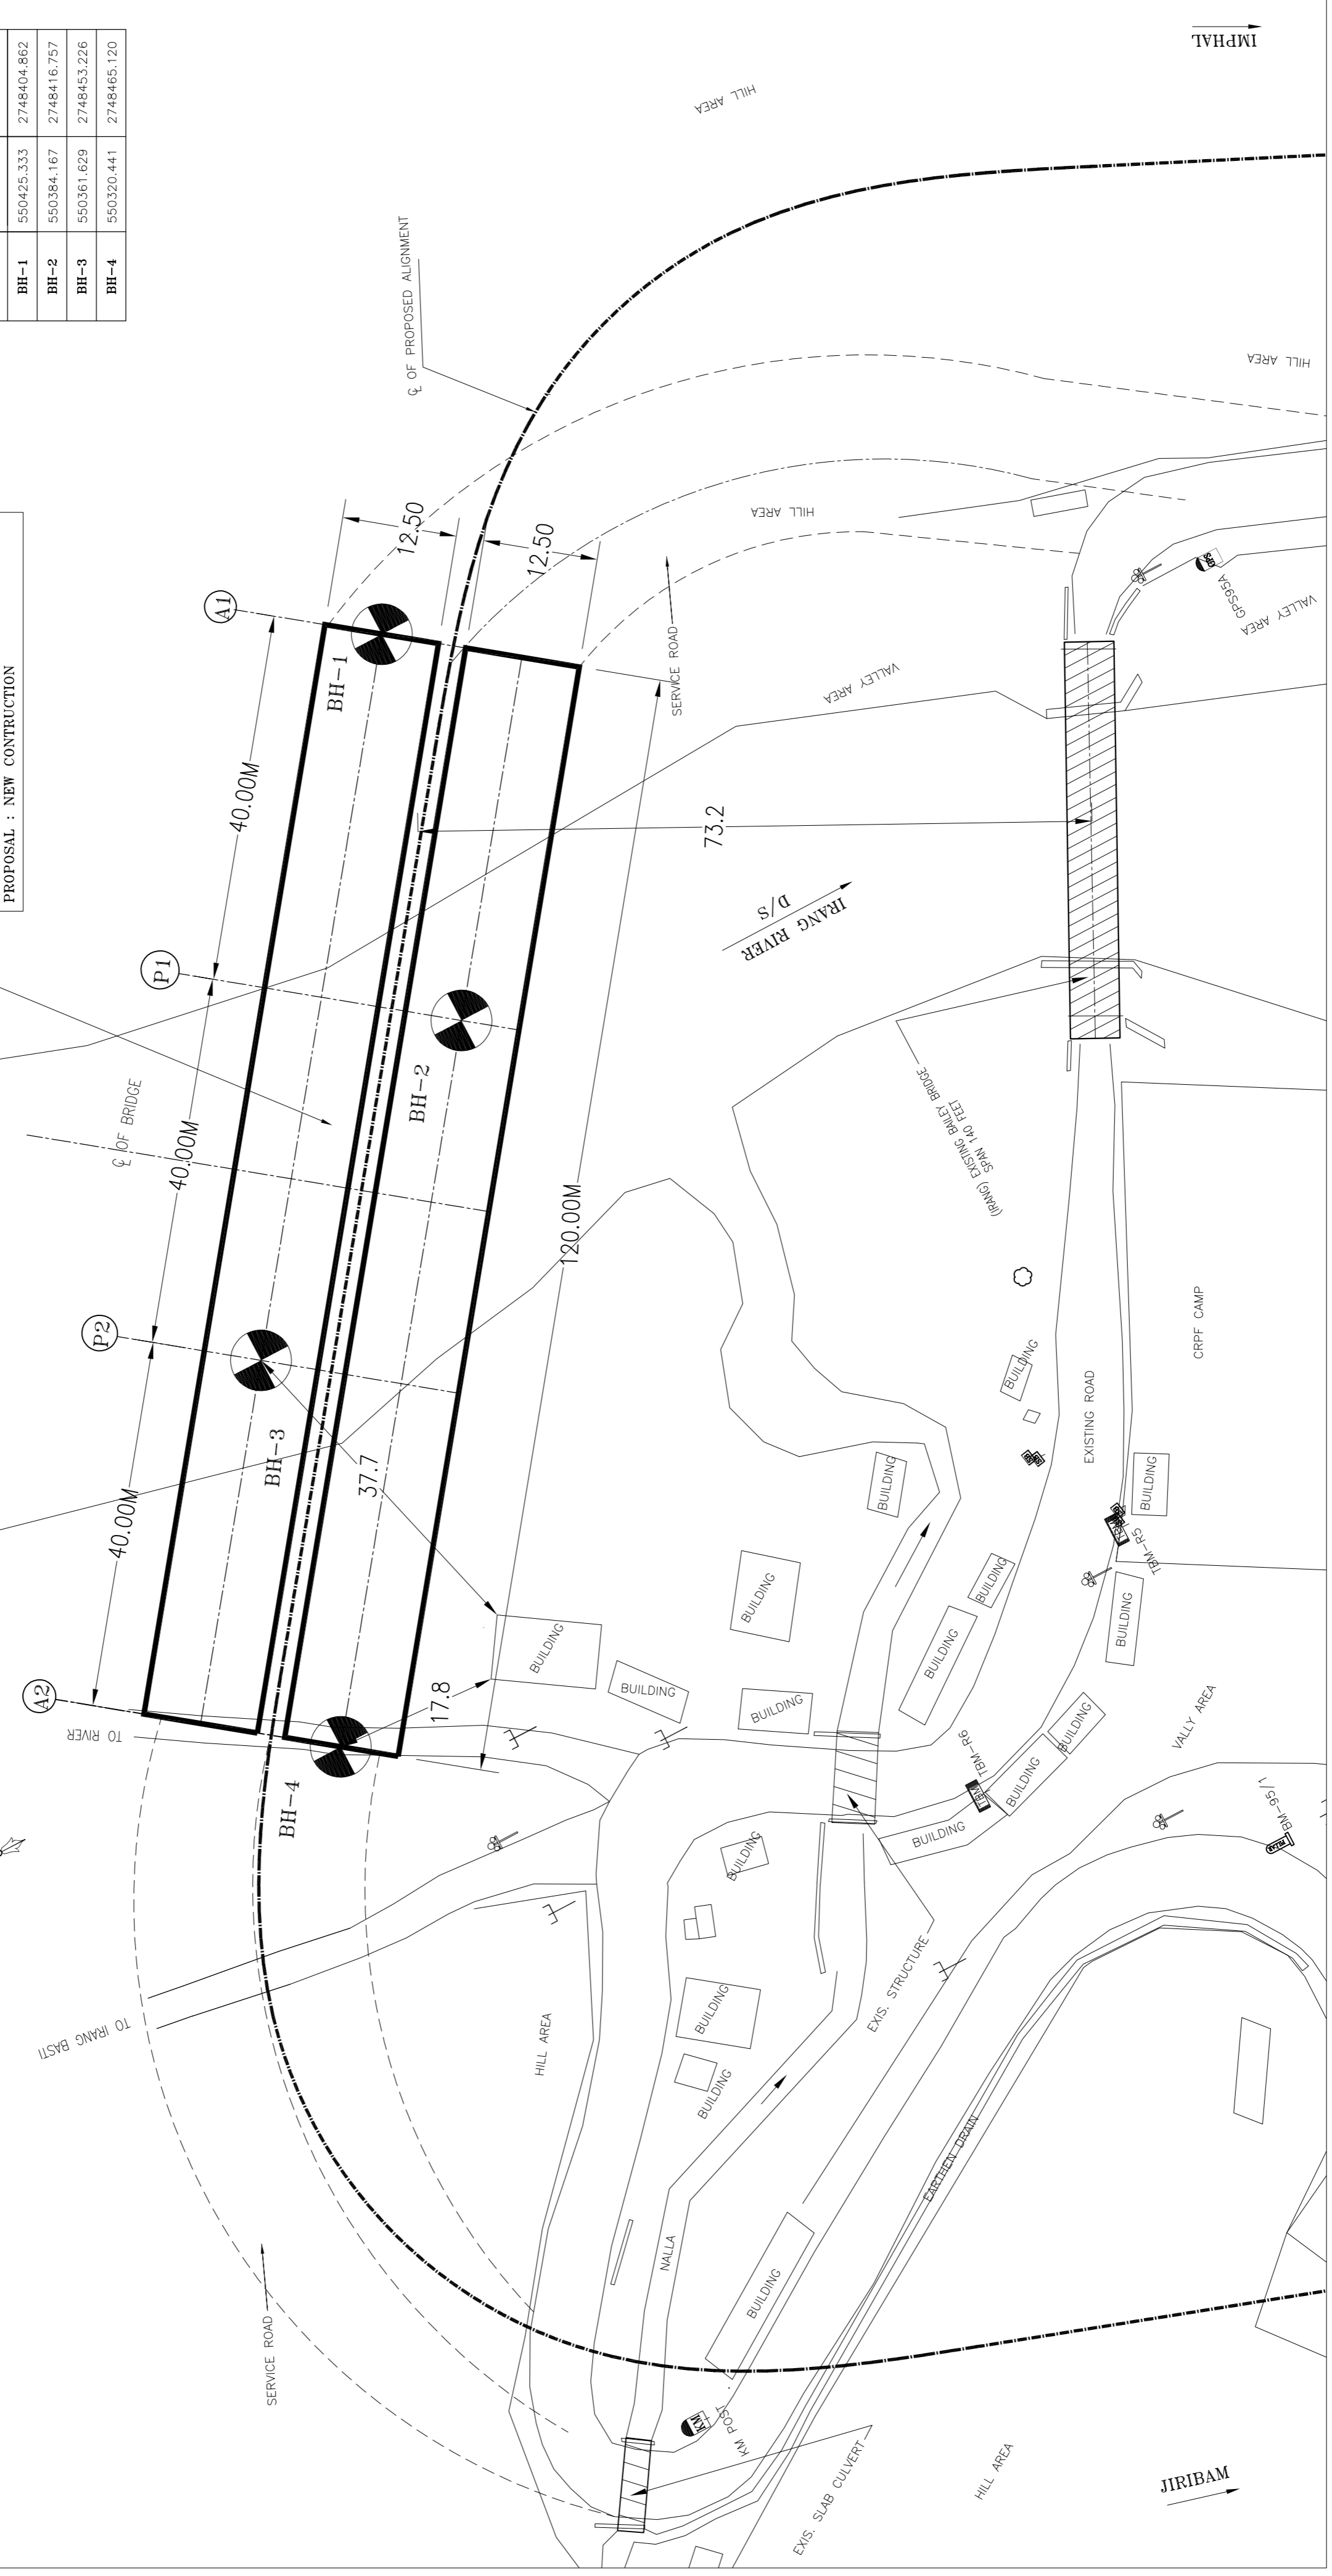 BH-1 550425.333 2748404.862
BH-2 550384.167 2748416.757
BH-3 550361.629 2748453.226
BH-4 550320.441 2748465.120
PROPOSAL : NEW CONTRUCTION
IMPHAL
HILL AREA
℄ OF PROPOSED ALIGNMENT
HILL AREA
HILL AREA
12.50
12.50
A1
BH-1
40.00M
SERVICE ROAD
VALLEY AREA
GPS
GPS95A
VALLEY AREA
73.2
IRANG RIVER
D/S
P1
BH-2
℄ OF BRIDGE
40.00M
120.00M
(IRANG) EXISTING BAILEY BRIDGE
SPAN 140 FEET
P2
BH-3
37.7
40.00M
CRPF CAMP
EXISTING ROAD
BUILDING
BUILDING
BUILDING
TBM-R5
BUILDING
BUILDING
BUILDING
BUILDING
BUILDING
BUILDING
BUILDING
A2
TO RIVER
17.8
BH-4
TBM
TBM-R6
BUILDING
BUILDING
BUILDING
BUILDING
VALLY AREA
PILLAR
BM-95/1
TO IRANG BASTI
HILL AREA
BUILDING
BUILDING
BUILDING
EXIS. STRUCTURE
EARTHEN DRAIN
NALLA
BUILDING
SERVICE ROAD
KM
KM POST
EXIS. SLAB CULVERT
HILL AREA
JIRIBAM